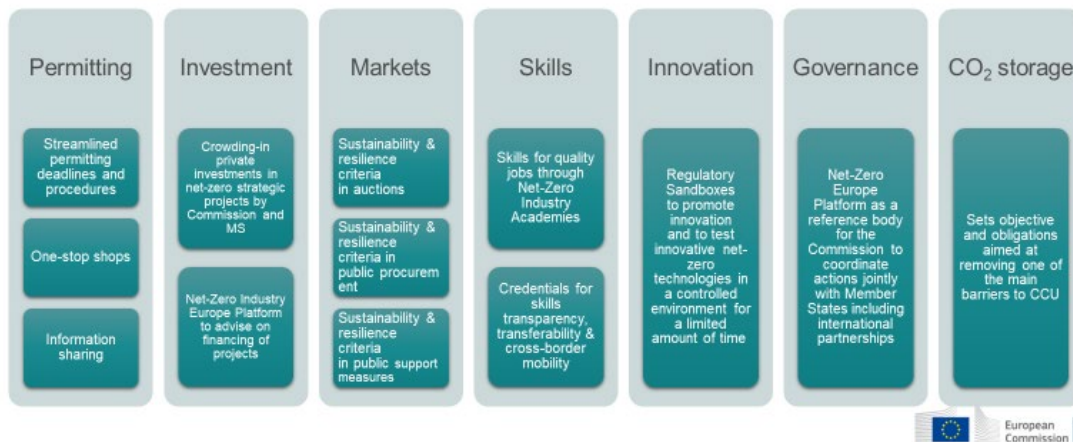 Permitting
Streamlined
permitting
deadlines and
procedures
One-stop shops
Information
sharing
Investment
Crowding-in
private
investments in
net-zero strategic
projects by
Commission and
MS
Net-Zero Industry
Europe Platform
to advise on
financing of
projects
Markets
Sustainability &
resilience
criteria
in auctions
Sustainability &
resilience
criteria in
public procurem
ent
Sustainability &
resilience
criteria
in public support
measures
Skills
Skills for quality
jobs through
Net-Zero
Industry
Academies
Credentials for
skills
transparency,
transferability &
cross-border
mobility
Innovation
Regulatory
Sandboxes
to promote
innovation
and to test
innovative net-
zero
technologies in
a controlled
environment for
a limited
amount of time
Governance
Net-Zero
Europe
Platform as a
reference body
for the
Commission to
coordinate
actions jointly
with Member
States including
international
partnerships
CO₂ storage
Sets objective
and obligations
aimed at
removing one of
the main
barriers to CCU
European
Commission